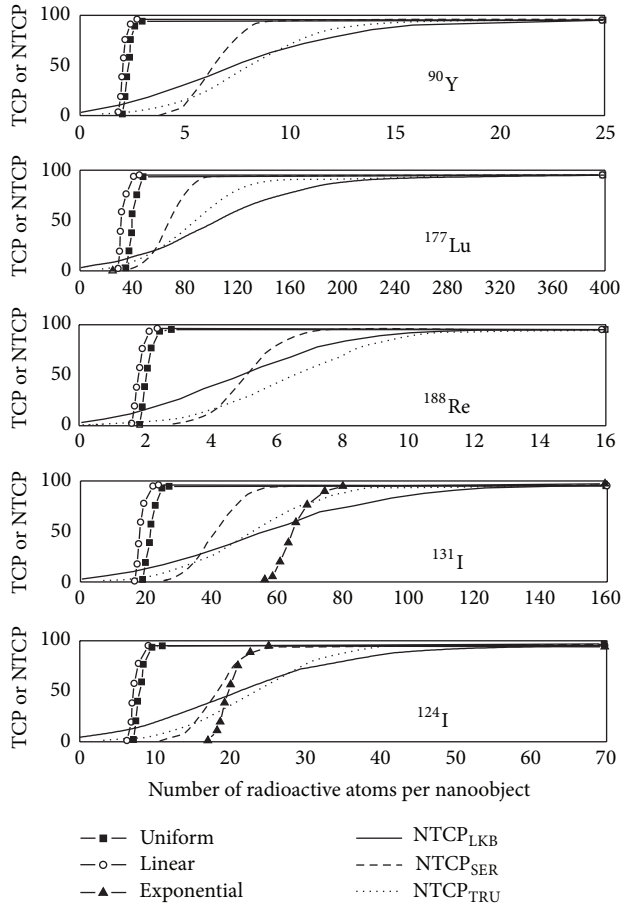 TCP or NTCP
100
50
0
⁹⁰Y
0 5 10 15 20 25
TCP or NTCP
100
50
0
¹⁷⁷Lu
0 40 80 120 160 200 240 280 320 360 400
TCP or NTCP
100
50
0
¹⁸⁸Re
0 2 4 6 8 10 12 14 16
TCP or NTCP
100
50
0
¹³¹I
0 20 40 60 80 100 120 140 160
TCP or NTCP
100
50
0
¹²⁴I
0 10 20 30 40 50 60 70
Number of radioactive atoms per nanoobject
Uniform
Linear
Exponential
NTCP_LKB
NTCP_SER
NTCP_TRU